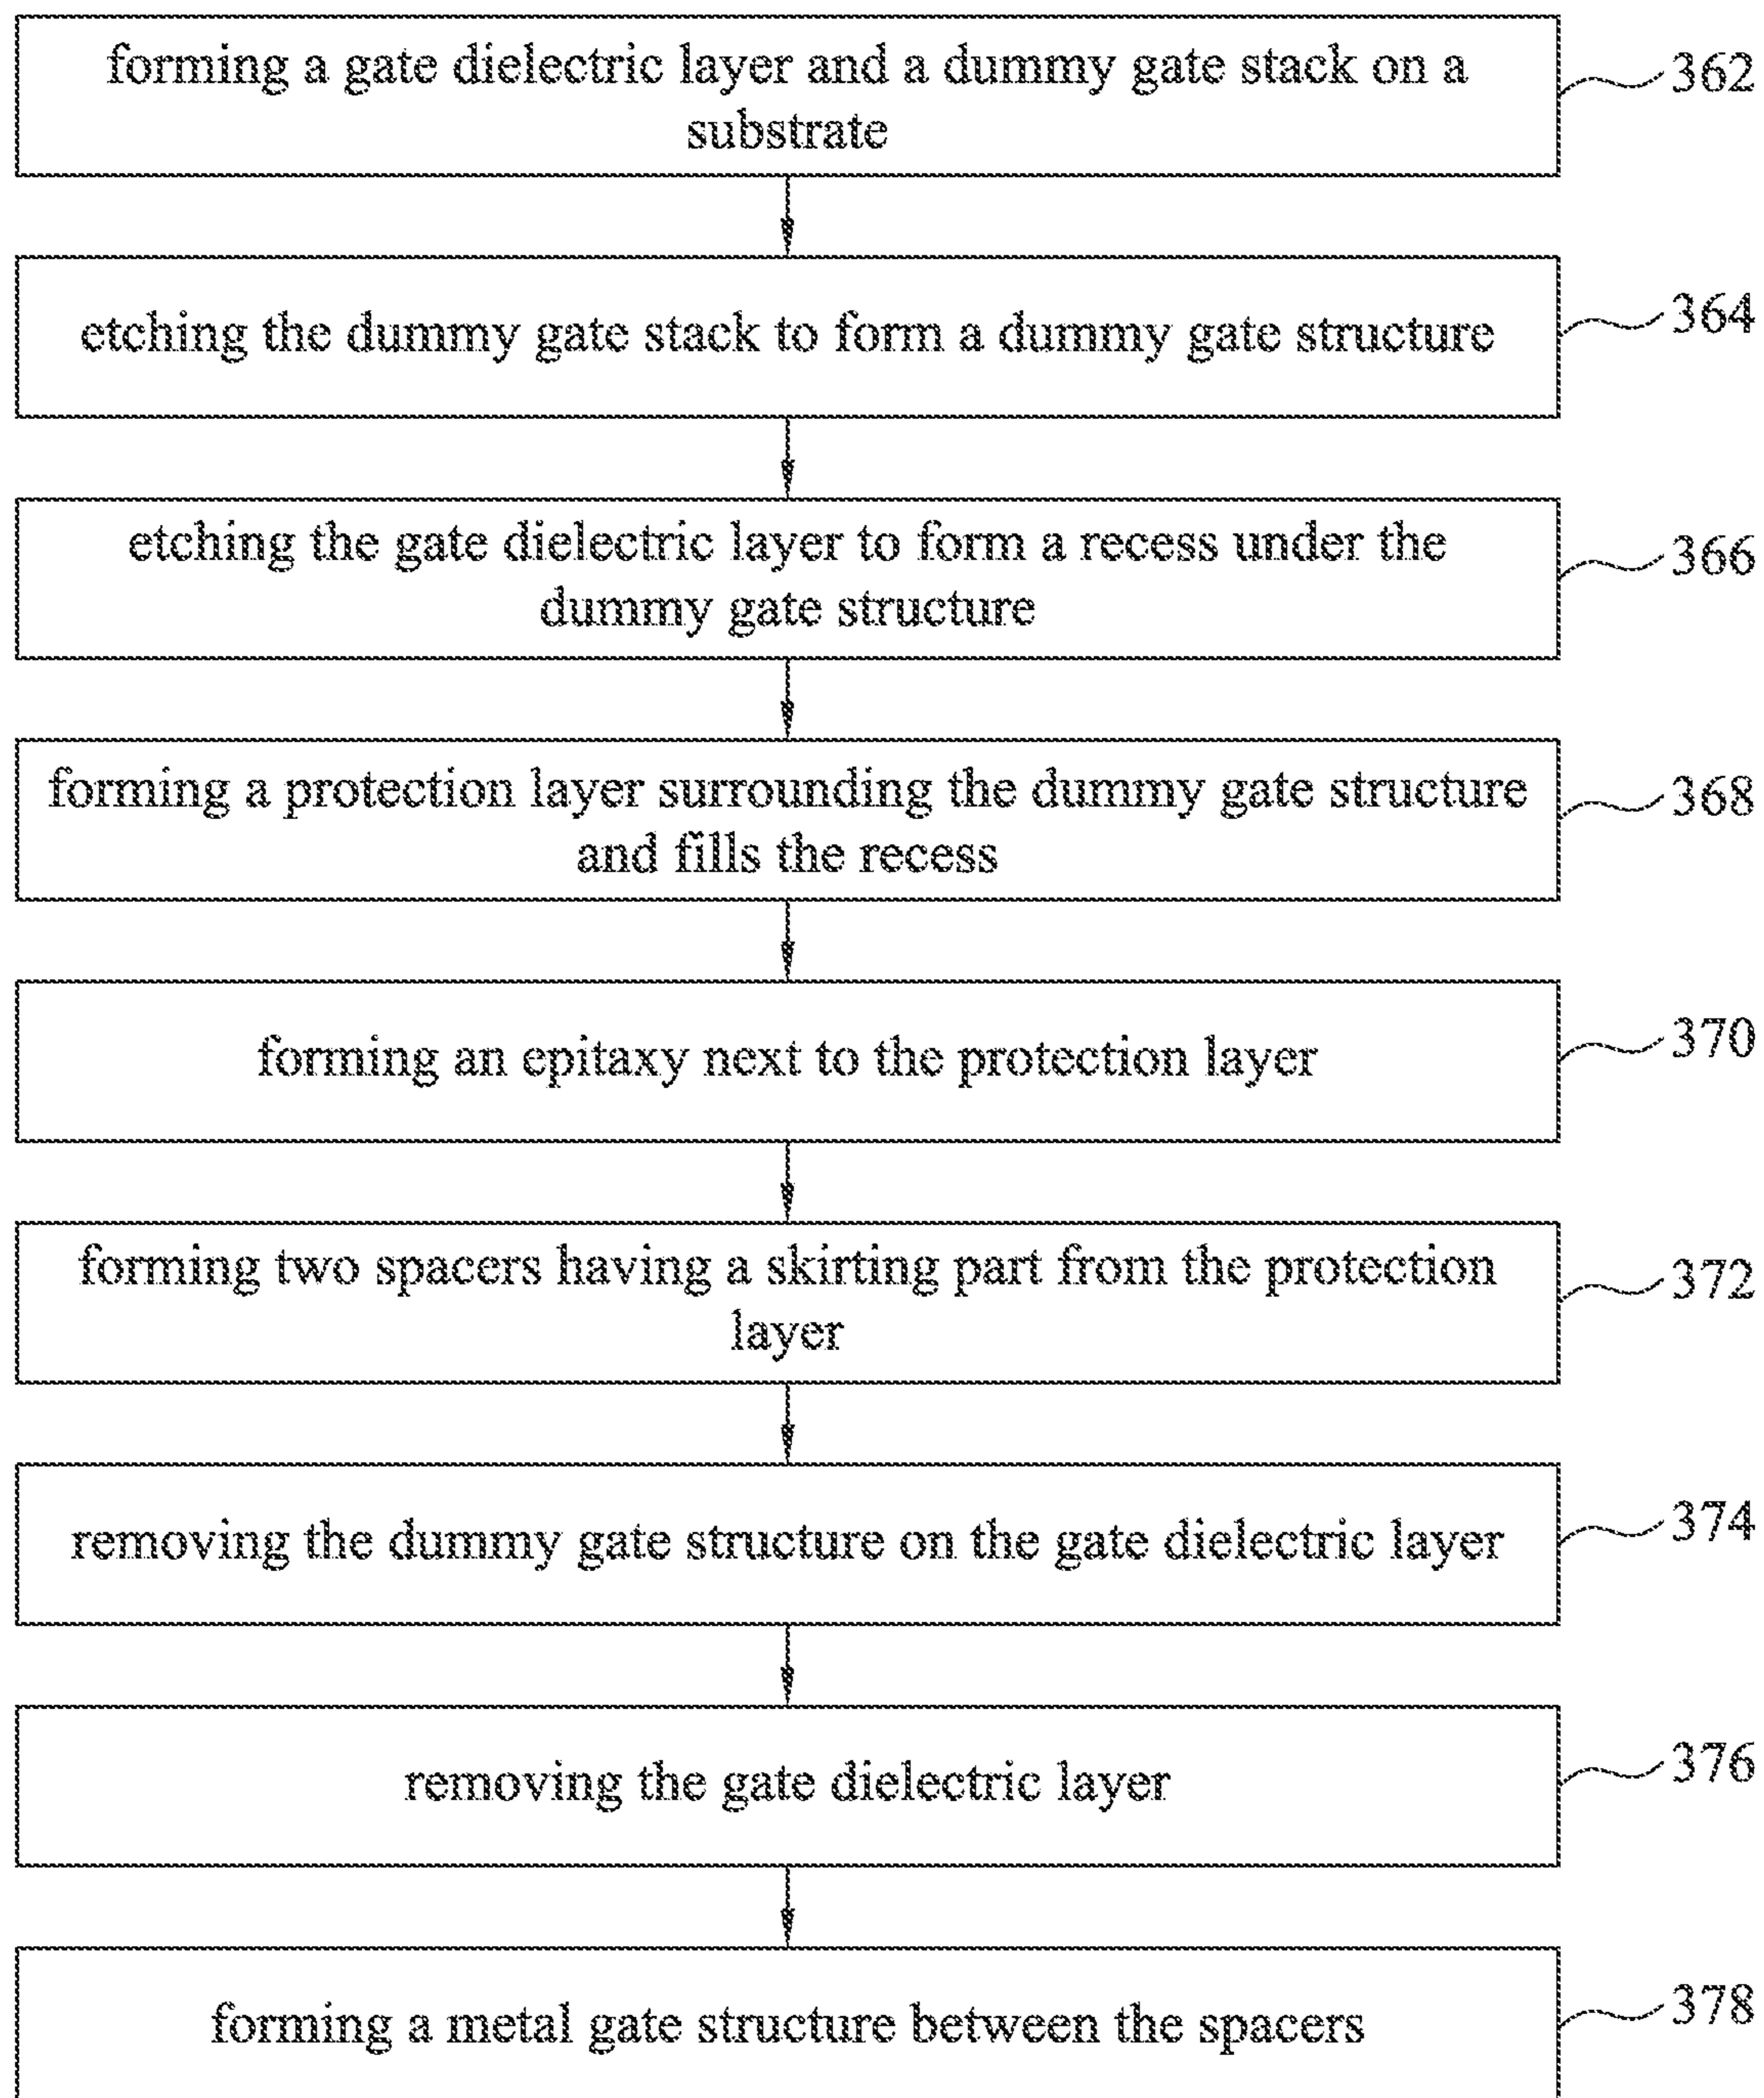 forming a gate dielectric layer and a dummy gate stack on a
substrate
362
etching the dummy gate stack to form a dummy gate structure
364
etching the gate dielectric layer to form a recess under the
dummy gate structure
366
forming a protection layer surrounding the dummy gate structure
and fills the recess
368
forming an epitaxy next to the protection layer
370
forming two spacers having a skirting part from the protection
layer
372
removing the dummy gate structure on the gate dielectric layer
374
removing the gate dielectric layer
376
forming a metal gate structure between the spacers
378